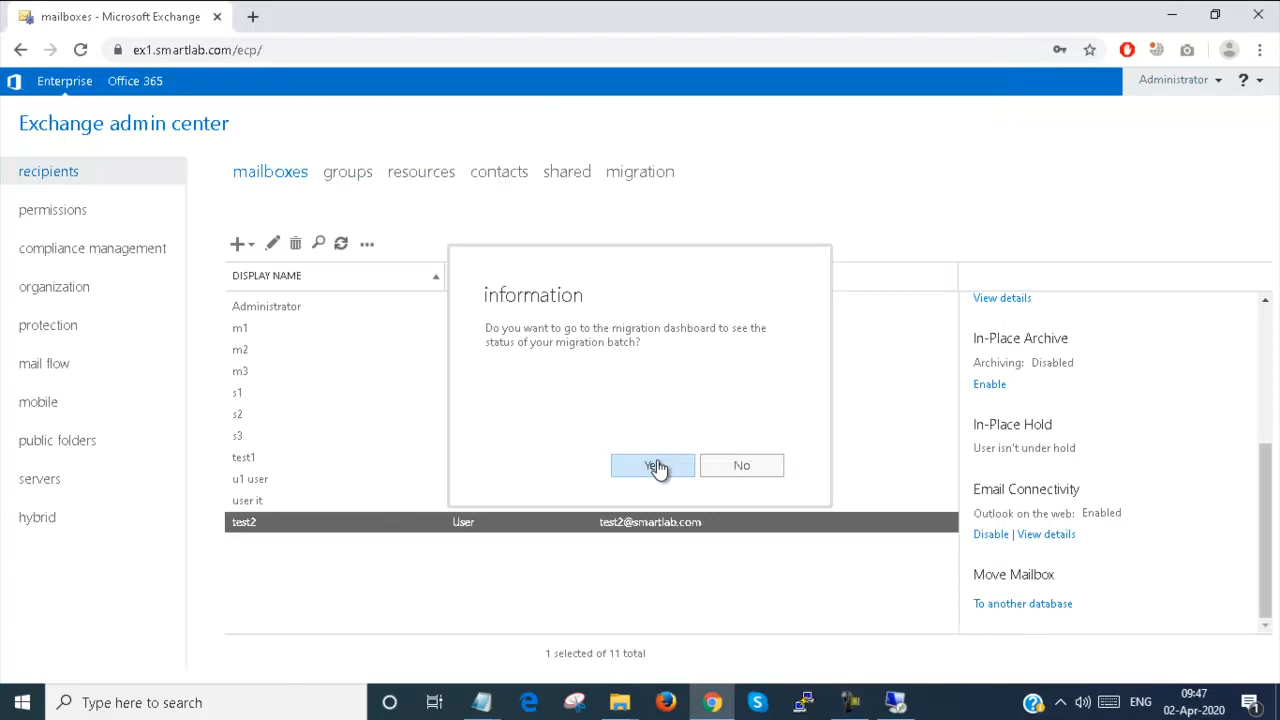 mailboxes - Microsoft Exchange
ex1.smartlab.com/ecp/
Enterprise Office 365 Administrator ?
Exchange admin center
recipients
permissions
compliance management
organization
protection
mail flow
mobile
public folders
servers
hybrid
mailboxes groups resources contacts shared migration
DISPLAY NAME
Administrator
m1
m2
m3
s1
s2
s3
test1
u1 user
user it
test2 User test2@smartlab.com
1 selected of 11 total
information
Do you want to go to the migration dashboard to see the
status of your migration batch?
No
View details
In-Place Archive
Archiving: Disabled
Enable
In-Place Hold
User isn't under hold
Email Connectivity
Outlook on the web: Enabled
Disable | View details
Move Mailbox
To another database
Type here to search
ENG
09:47
02-Apr-2020